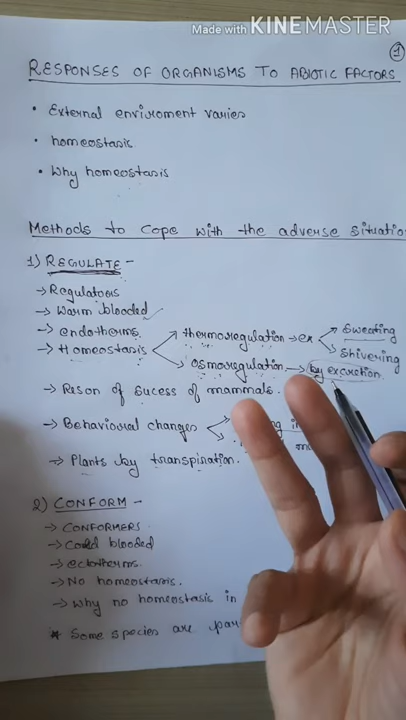 Made with KINEMASTER
1
RESPONSES OF ORGANISMS TO ABIOTIC FACTORS
• External enviroment varies
• homeostasis.
• Why homeostasis
Methods to Cope with the adverse situatio
1) REGULATE -
→ Regulators
→ Warm blooded
→ endotherms
→ Homeostasis thermoregulation → ex Sweating
Shivering
osmoregulation → by excretion
→ Reson of sucess of mammals.
→ Behavioural changes
→ Plants by transpiration.
2) CONFORM -
→ CONFORMERS
→ Cold blooded
→ ectotherms.
→ No homeostasis.
→ Why no homeostasis in
* Some species are